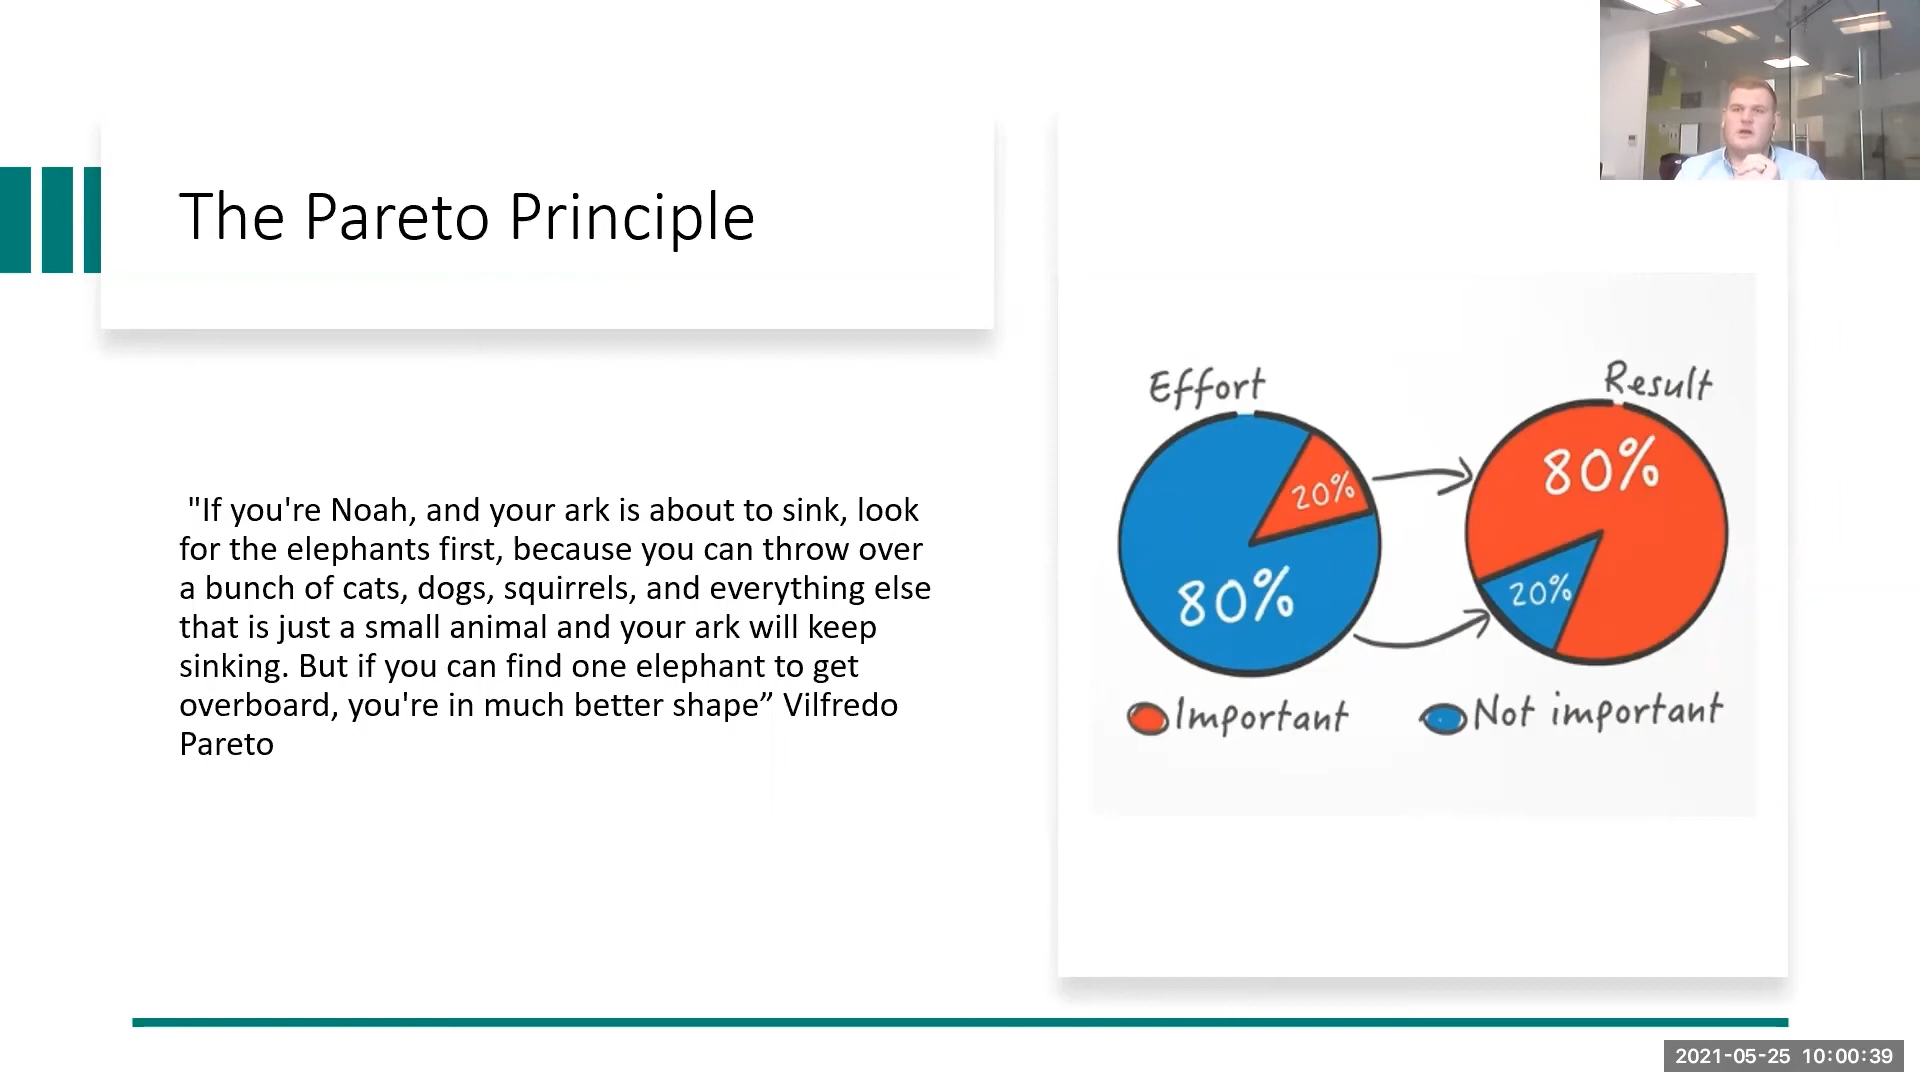 The Pareto Principle
"If you're Noah, and your ark is about to sink, look
for the elephants first, because you can throw over
a bunch of cats, dogs, squirrels, and everything else
that is just a small animal and your ark will keep
sinking. But if you can find one elephant to get
overboard, you're in much better shape” Vilfredo
Pareto
Effort
Result
20%
80%
80%
20%
Important
Not important
2021-05-25 10:00:39